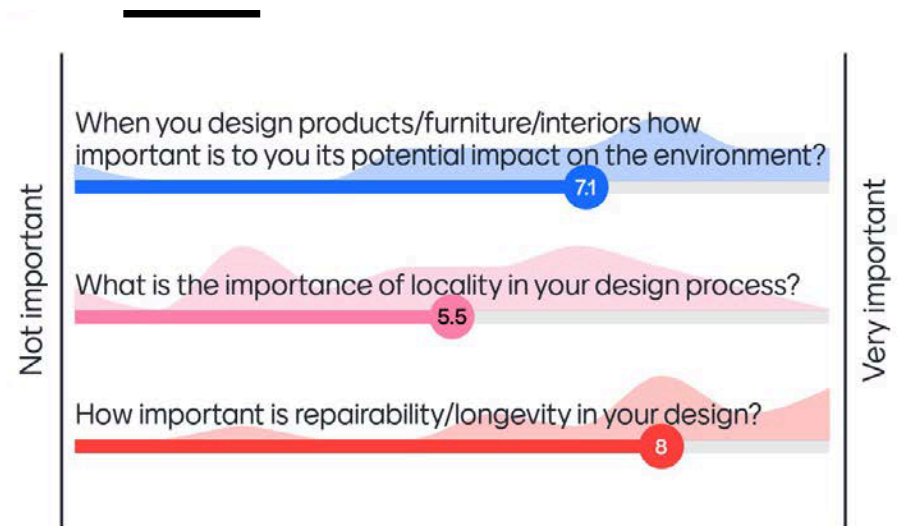 When you design products/furniture/interiors how
important is to you its potential impact on the environment?
7.1
What is the importance of locality in your design process?
5.5
How important is repairability/longevity in your design?
8
Not important
Very important